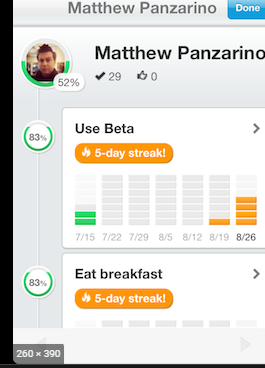 Matthew Panzarino
Done
Matthew Panzarino
52%
29 0
83%
Use Beta
5-day streak!
7/15 7/22 7/29 8/5 8/12 8/19 8/26
83%
Eat breakfast
5-day streak!
260 × 390